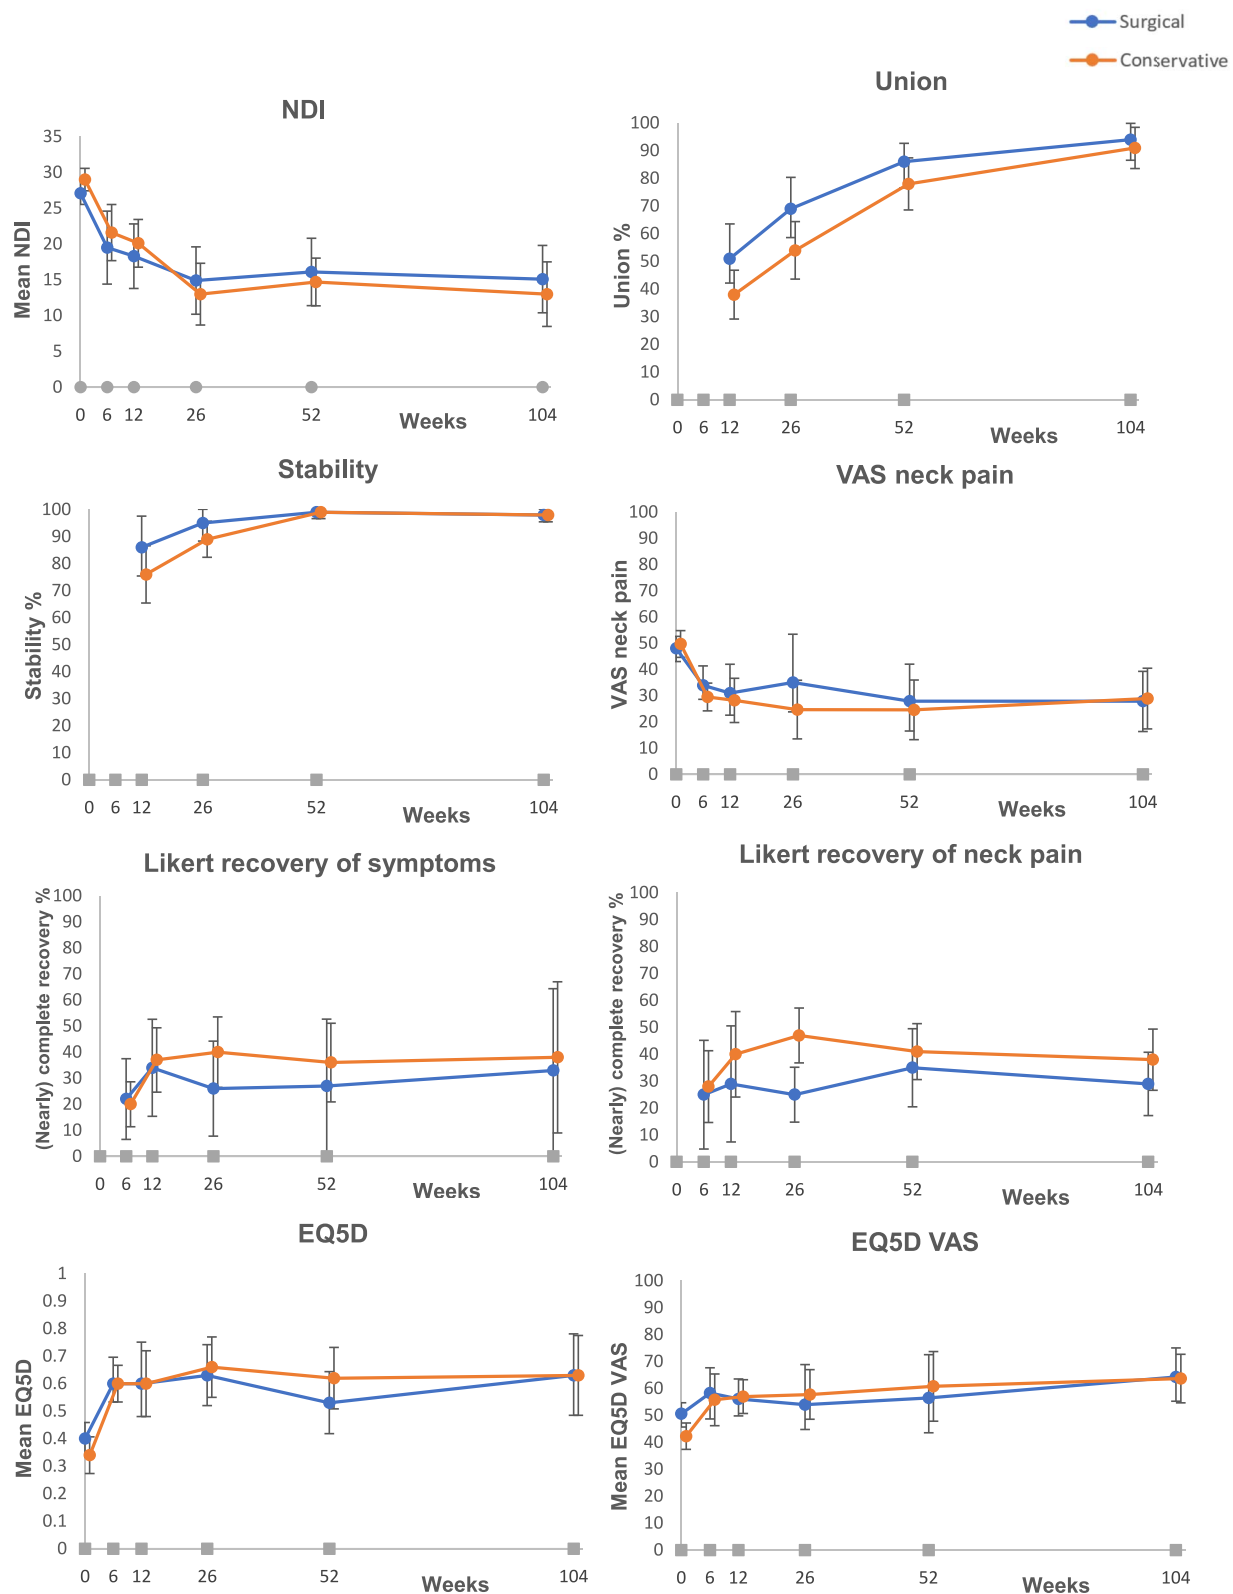 Surgical
Conservative
NDI
Mean NDI
35
30
25
20
15
10
5
0
0 6 12 26 52 104
Weeks
Union
Union %
100
90
80
70
60
50
40
30
20
10
0
0 6 12 26 52 104
Weeks
Stability
Stability %
100
90
80
70
60
50
40
30
20
10
0
0 6 12 26 52 104
Weeks
VAS neck pain
VAS neck pain
100
90
80
70
60
50
40
30
20
10
0
0 6 12 26 52 104
Weeks
Likert recovery of symptoms
(Nearly) complete recovery %
100
90
80
70
60
50
40
30
20
10
0
0 6 12 26 52 104
Weeks
Likert recovery of neck pain
(Nearly) complete recovery %
100
90
80
70
60
50
40
30
20
10
0
0 6 12 26 52 104
Weeks
EQ5D
Mean EQ5D
1
0.9
0.8
0.7
0.6
0.5
0.4
0.3
0.2
0.1
0
0 6 12 26 52 104
Weeks
EQ5D VAS
Mean EQ5D VAS
100
90
80
70
60
50
40
30
20
10
0
0 6 12 26 52 104
Weeks